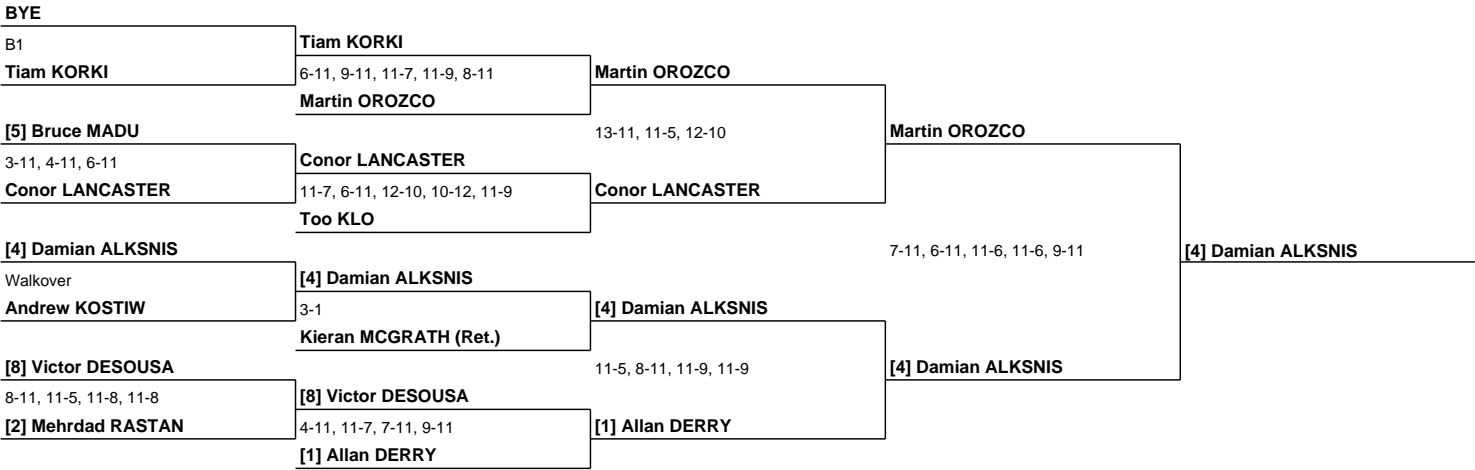 BYE
B1
Tiam KORKI
Tiam KORKI
6-11, 9-11, 11-7, 11-9, 8-11
Martin OROZCO
Martin OROZCO
[5] Bruce MADU
13-11, 11-5, 12-10
Martin OROZCO
3-11, 4-11, 6-11
Conor LANCASTER
Conor LANCASTER
11-7, 6-11, 12-10, 10-12, 11-9
Conor LANCASTER
Too KLO
[4] Damian ALKSNIS
7-11, 6-11, 11-6, 11-6, 9-11
[4] Damian ALKSNIS
Walkover
[4] Damian ALKSNIS
Andrew KOSTIW
3-1
[4] Damian ALKSNIS
Kieran MCGRATH (Ret.)
[8] Victor DESOUSA
11-5, 8-11, 11-9, 11-9
[4] Damian ALKSNIS
8-11, 11-5, 11-8, 11-8
[8] Victor DESOUSA
[2] Mehrdad RASTAN
4-11, 11-7, 7-11, 9-11
[1] Allan DERRY
[1] Allan DERRY